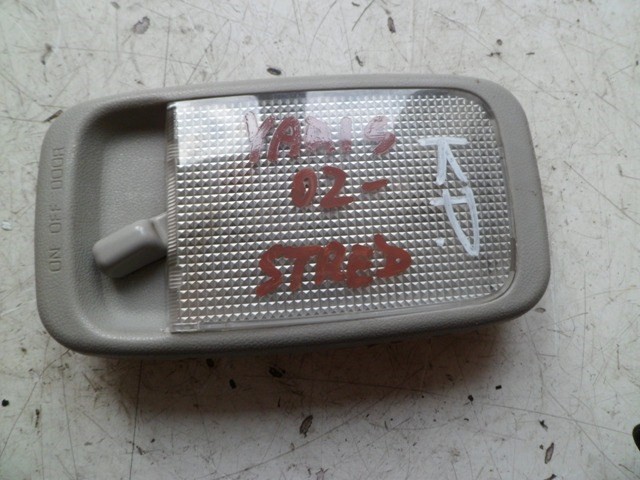 YARIS
02-
STRED
K.P.
ON OFF DOOR